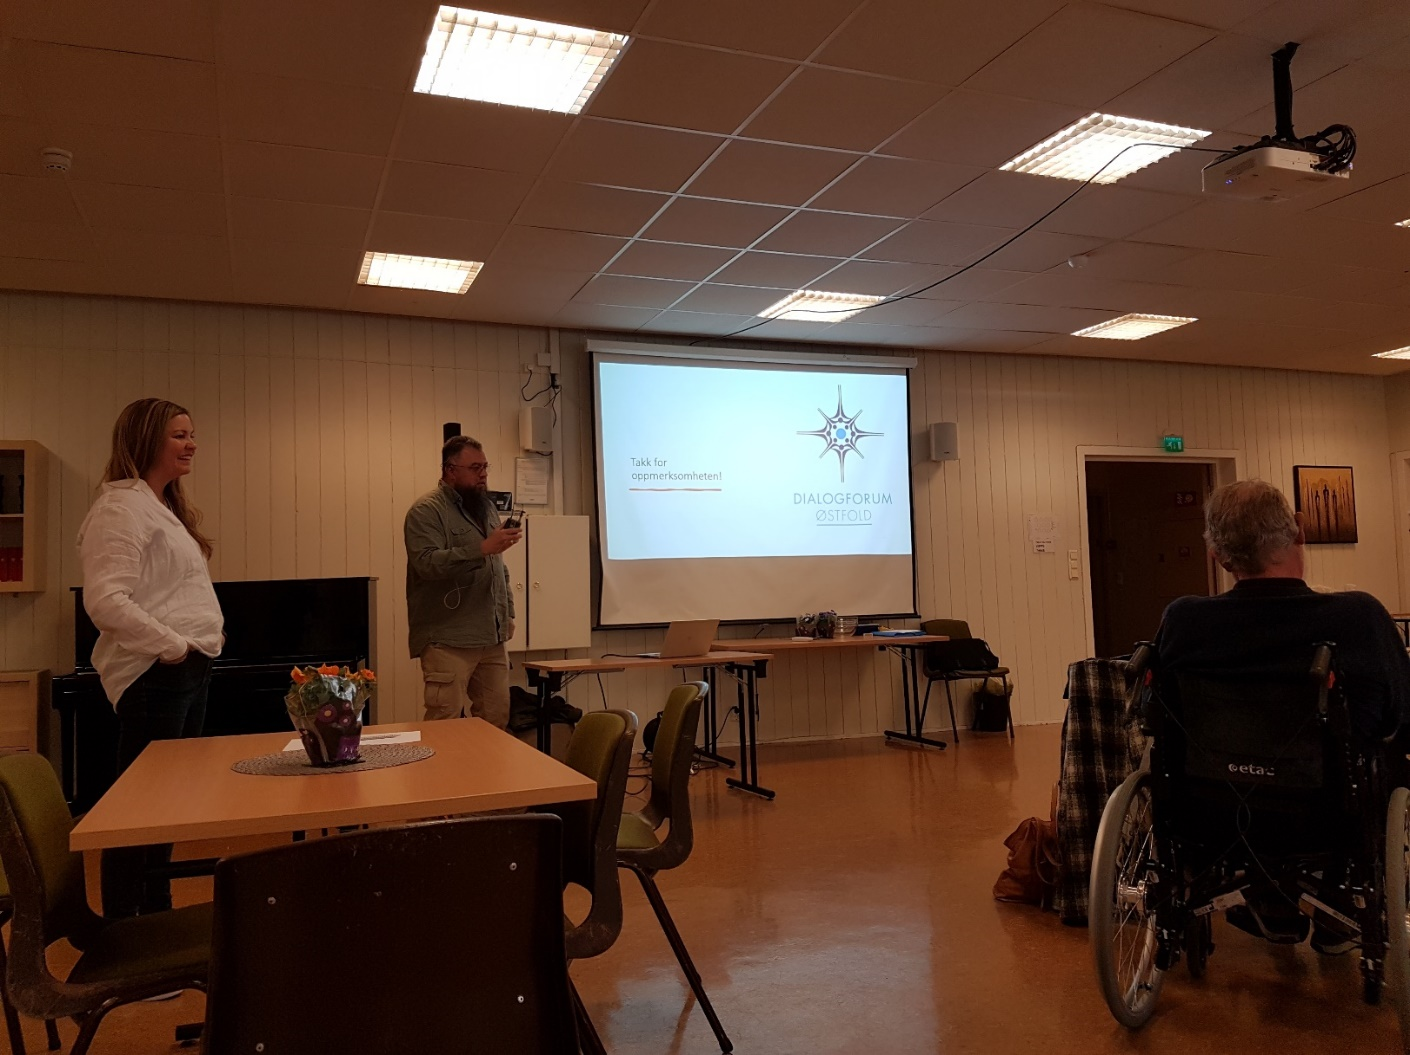 Takk for
oppmerksomheten!
DIALOGFORUM
ØSTFOLD
etac